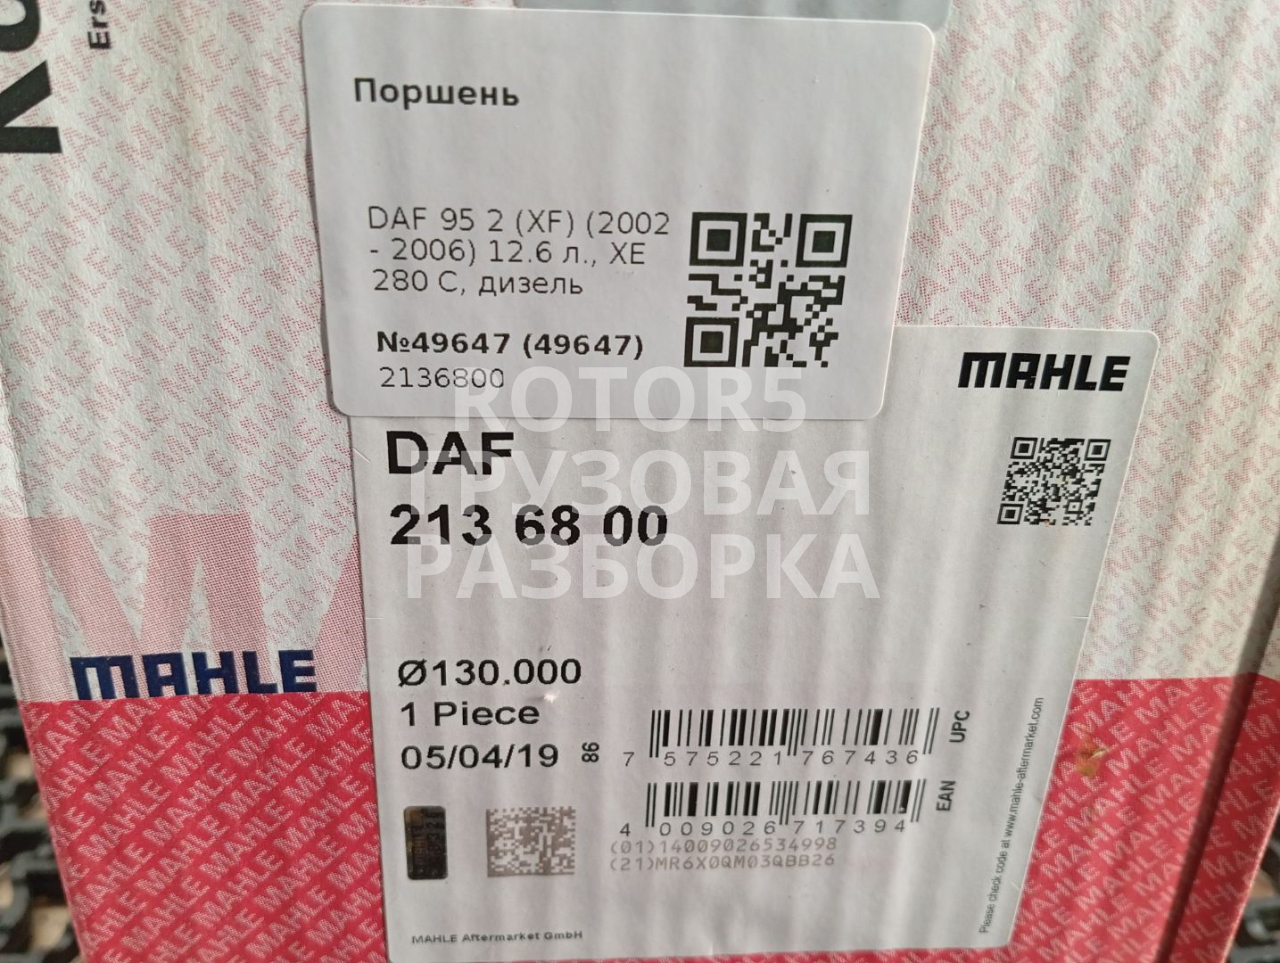 Ers
Поршень
DAF 95 2 (XF) (2002
- 2006) 12.6 л., XE
280 C, дизель
№49647 (49647)
2136800
MAHLE
DAF
213 68 00
ROTOR5
ГРУЗОВАЯ
РАЗБОРКА
MAHLE
Ø130.000
1 Piece
05/04/19
86
7 575221 767436
UPC
4 009026 717394
EAN
(01)14009026534998
(21)MR6X0QM03QBB26
Please check code at www.mahle-aftermarket.com
MAHLE Aftermarket GmbH